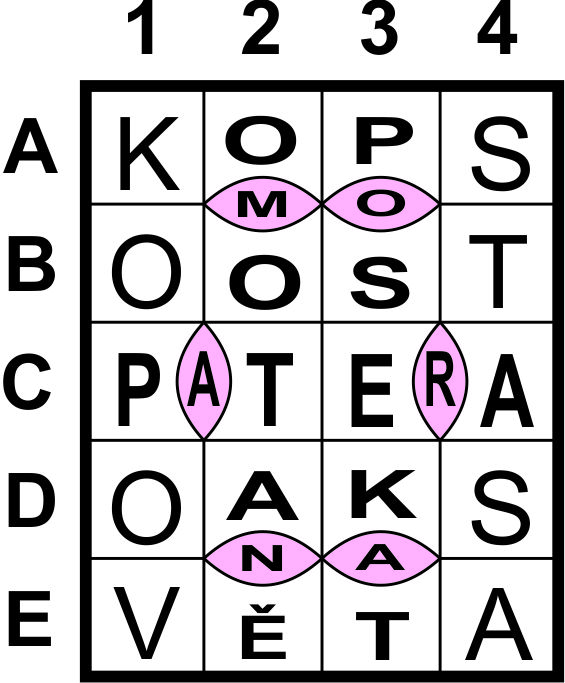 1 2 3 4
A K O P S
M O
B O O S T
C P A T E R A
D O A K S
N A
E V Ě T A